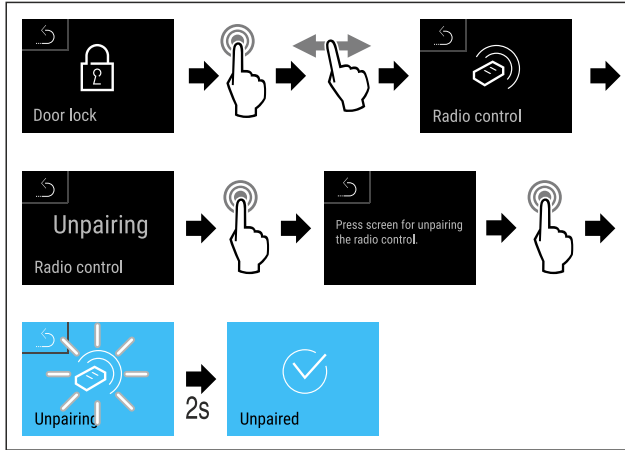 Door lock
Radio control
Unpairing
Radio control
Press screen for unpairing
the radio control.
Unpairing
2s
Unpaired